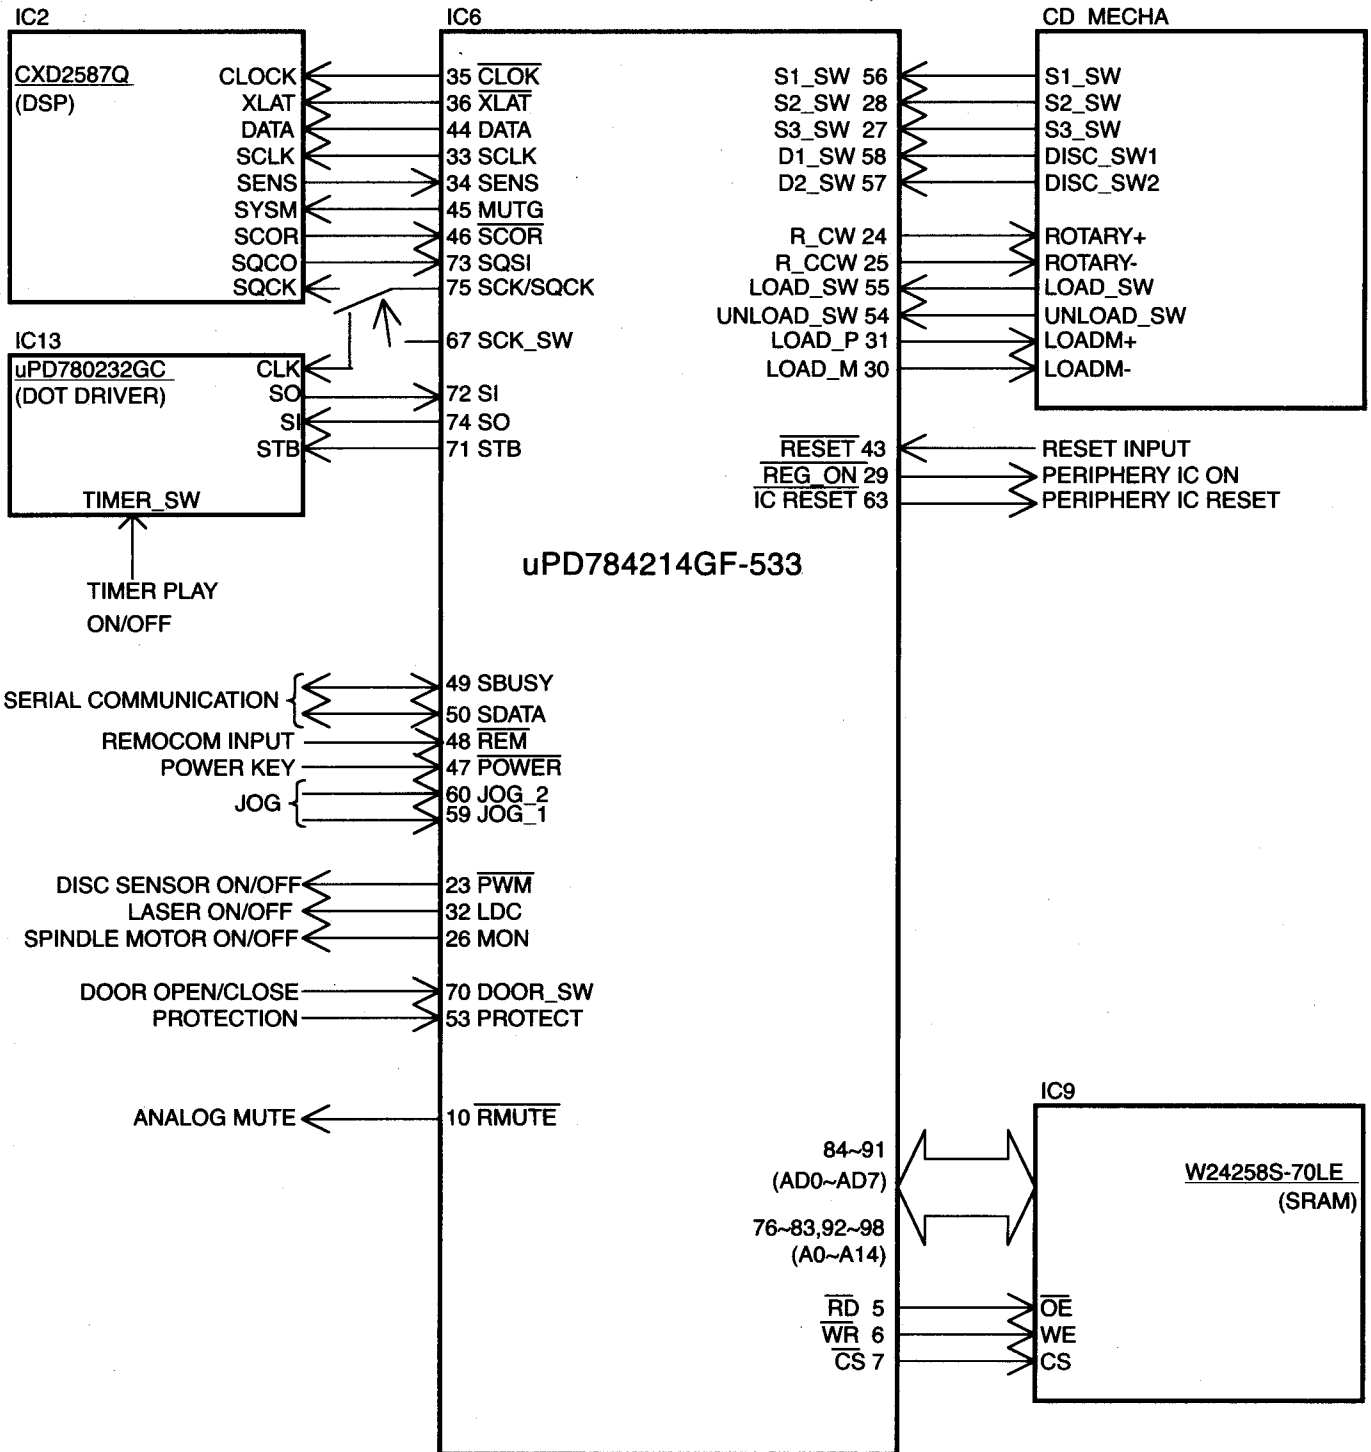 IC2
CXD2587Q
(DSP)
CLOCK
XLAT
DATA
SCLK
SENS
SYSM
SCOR
SQCO
SQCK
IC13
uPD780232GC
(DOT DRIVER)
CLK
SO
SI
STB
TIMER_SW
TIMER PLAY
ON/OFF
SERIAL COMMUNICATION
REMOCOM INPUT
POWER KEY
JOG
DISC SENSOR ON/OFF
LASER ON/OFF
SPINDLE MOTOR ON/OFF
DOOR OPEN/CLOSE
PROTECTION
ANALOG MUTE
IC6
35 CLOK
36 XLAT
44 DATA
33 SCLK
34 SENS
45 MUTG
46 SCOR
73 SQSI
75 SCK/SQCK
67 SCK_SW
72 SI
74 SO
71 STB
uPD784214GF-533
49 SBUSY
50 SDATA
48 REM
47 POWER
60 JOG_2
59 JOG_1
23 PWM
32 LDC
26 MON
70 DOOR_SW
53 PROTECT
10 RMUTE
S1_SW 56
S2_SW 28
S3_SW 27
D1_SW 58
D2_SW 57
R_CW 24
R_CCW 25
LOAD_SW 55
UNLOAD_SW 54
LOAD_P 31
LOAD_M 30
RESET 43
REG_ON 29
IC RESET 63
84~91
(AD0~AD7)
76~83,92~98
(A0~A14)
RD 5
WR 6
CS 7
CD MECHA
S1_SW
S2_SW
S3_SW
DISC_SW1
DISC_SW2
ROTARY+
ROTARY-
LOAD_SW
UNLOAD_SW
LOADM+
LOADM-
RESET INPUT
PERIPHERY IC ON
PERIPHERY IC RESET
IC9
W24258S-70LE
(SRAM)
OE
WE
CS